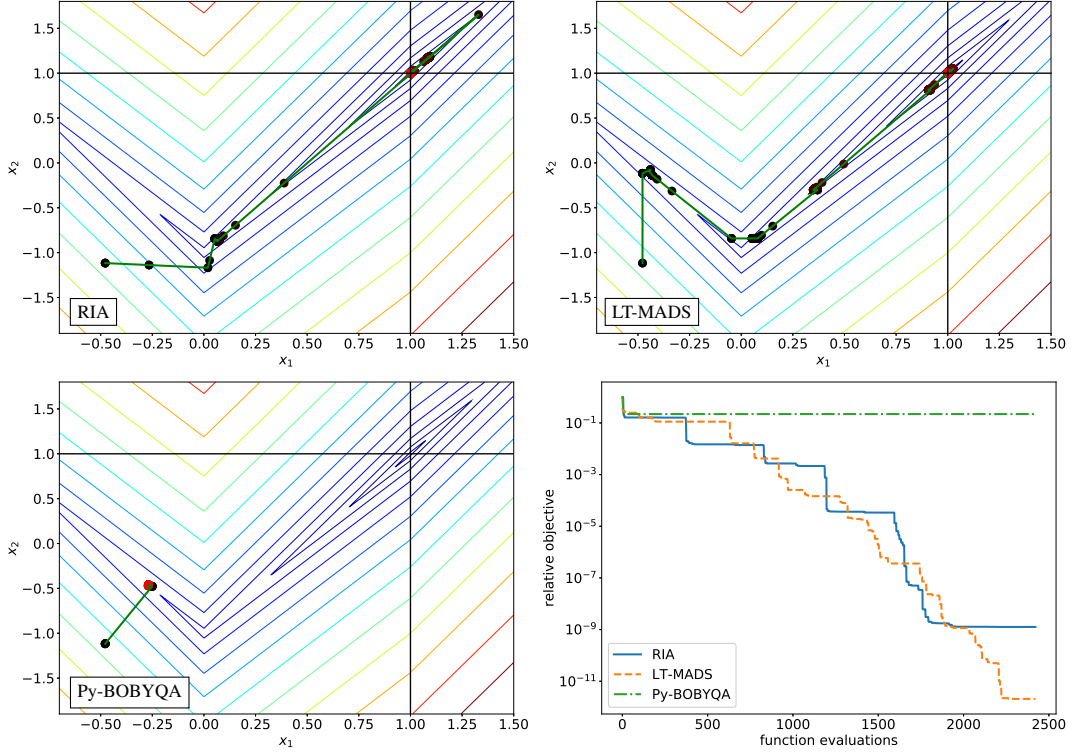 1.5
1.0
0.5
0.0
−0.5
−1.0
−1.5
x₂
RIA
−0.50 −0.25 0.00 0.25 0.50 0.75 1.00 1.25 1.50
x₁
1.5
1.0
0.5
0.0
−0.5
−1.0
−1.5
x₂
LT-MADS
−0.50 −0.25 0.00 0.25 0.50 0.75 1.00 1.25 1.50
x₁
1.5
1.0
0.5
0.0
−0.5
−1.0
−1.5
x₂
Py-BOBYQA
−0.50 −0.25 0.00 0.25 0.50 0.75 1.00 1.25 1.50
x₁
10⁻¹
10⁻³
10⁻⁵
10⁻⁷
10⁻⁹
10⁻¹¹
relative objective
RIA
LT-MADS
Py-BOBYQA
0 500 1000 1500 2000 2500
function evaluations